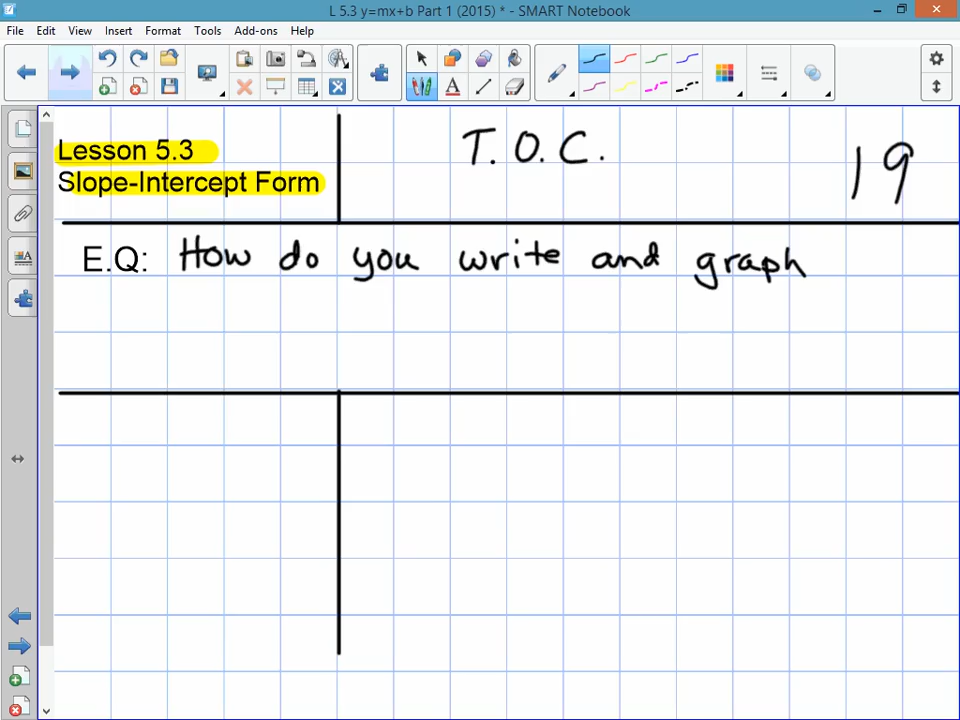 L 5.3 y=mx+b Part 1 (2015) * - SMART Notebook
File Edit View Insert Format Tools Add-ons Help
Lesson 5.3
Slope-Intercept Form
T.O.C.
19
E.Q: How do you write and graph